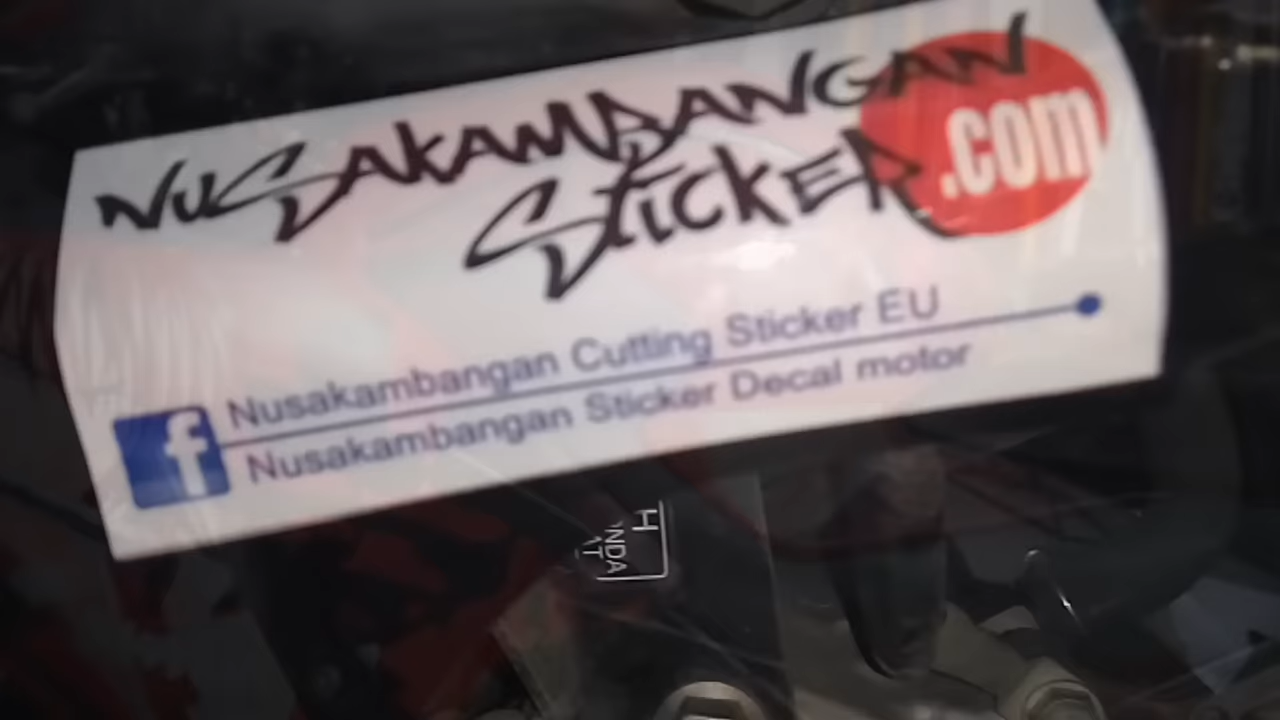 NUSAKAMBANGAN
STICKER .com
Nusakambangan Cutting Sticker EU
f
Nusakambangan Sticker Decal motor